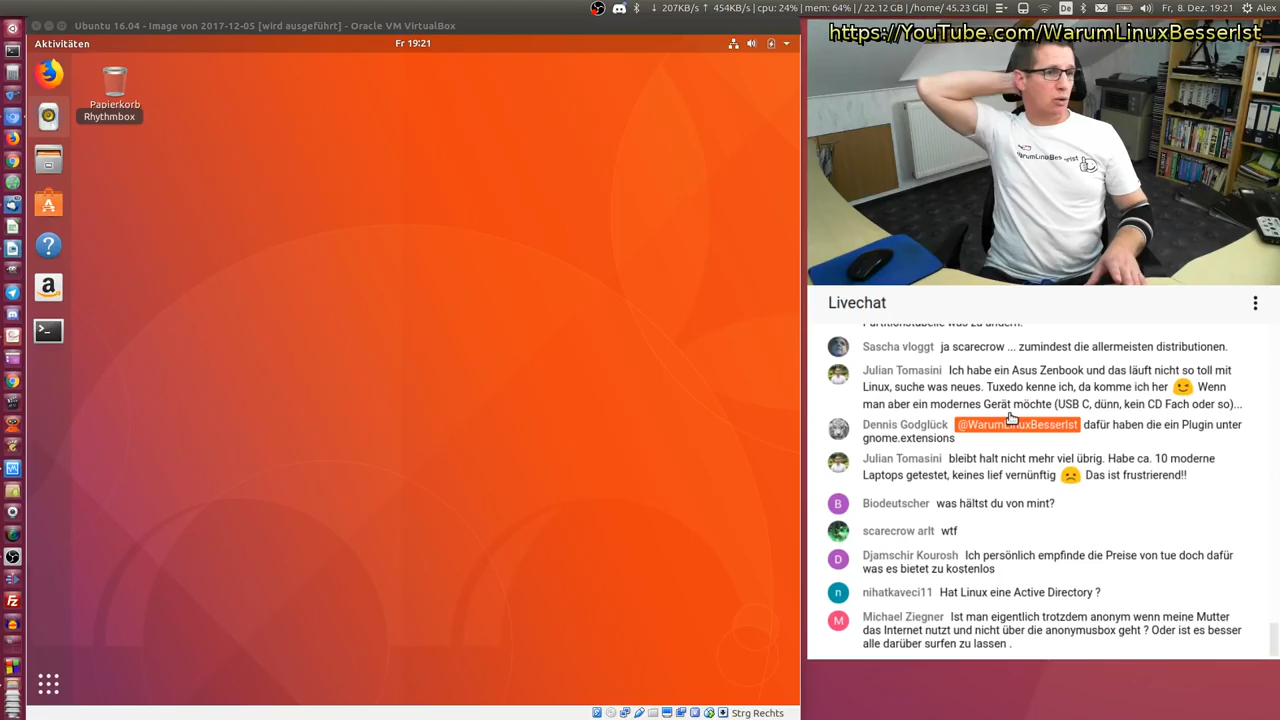 207KB/s 454KB/s | cpu: 24% | mem: 64% | / 22.12 GB | /home/ 45.23 GB |
De
Fr, 8. Dez. 19:21 Alex
Ubuntu 16.04 - Image von 2017-12-05 [wird ausgeführt] - Oracle VM VirtualBox
Aktivitäten
Fr 19:21
Papierkorb
Rhythmbox
Strg Rechts
https://YouTube.com/WarumLinuxBesserIst
Livechat
Partitionstabelle was zu ändern.
Sascha vloggt ja scarecrow ... zumindest die allermeisten distributionen.
Julian Tomasini Ich habe ein Asus Zenbook und das läuft nicht so toll mit
Linux, suche was neues. Tuxedo kenne ich, da komme ich her 😉 Wenn
man aber ein modernes Gerät möchte (USB C, dünn, kein CD Fach oder so)...
Dennis Godglück @WarumLinuxBesserIst dafür haben die ein Plugin unter
gnome.extensions
Julian Tomasini bleibt halt nicht mehr viel übrig. Habe ca. 10 moderne
Laptops getestet, keines lief vernünftig 🙁 Das ist frustrierend!!
B Biodeutscher was hältst du von mint?
scarecrow arlt wtf
D Djamschir Kourosh Ich persönlich empfinde die Preise von tue doch dafür
was es bietet zu kostenlos
n nihatkaveci11 Hat Linux eine Active Directory ?
M Michael Ziegner Ist man eigentlich trotzdem anonym wenn meine Mutter
das Internet nutzt und nicht über die anonymusbox geht ? Oder ist es besser
alle darüber surfen zu lassen .